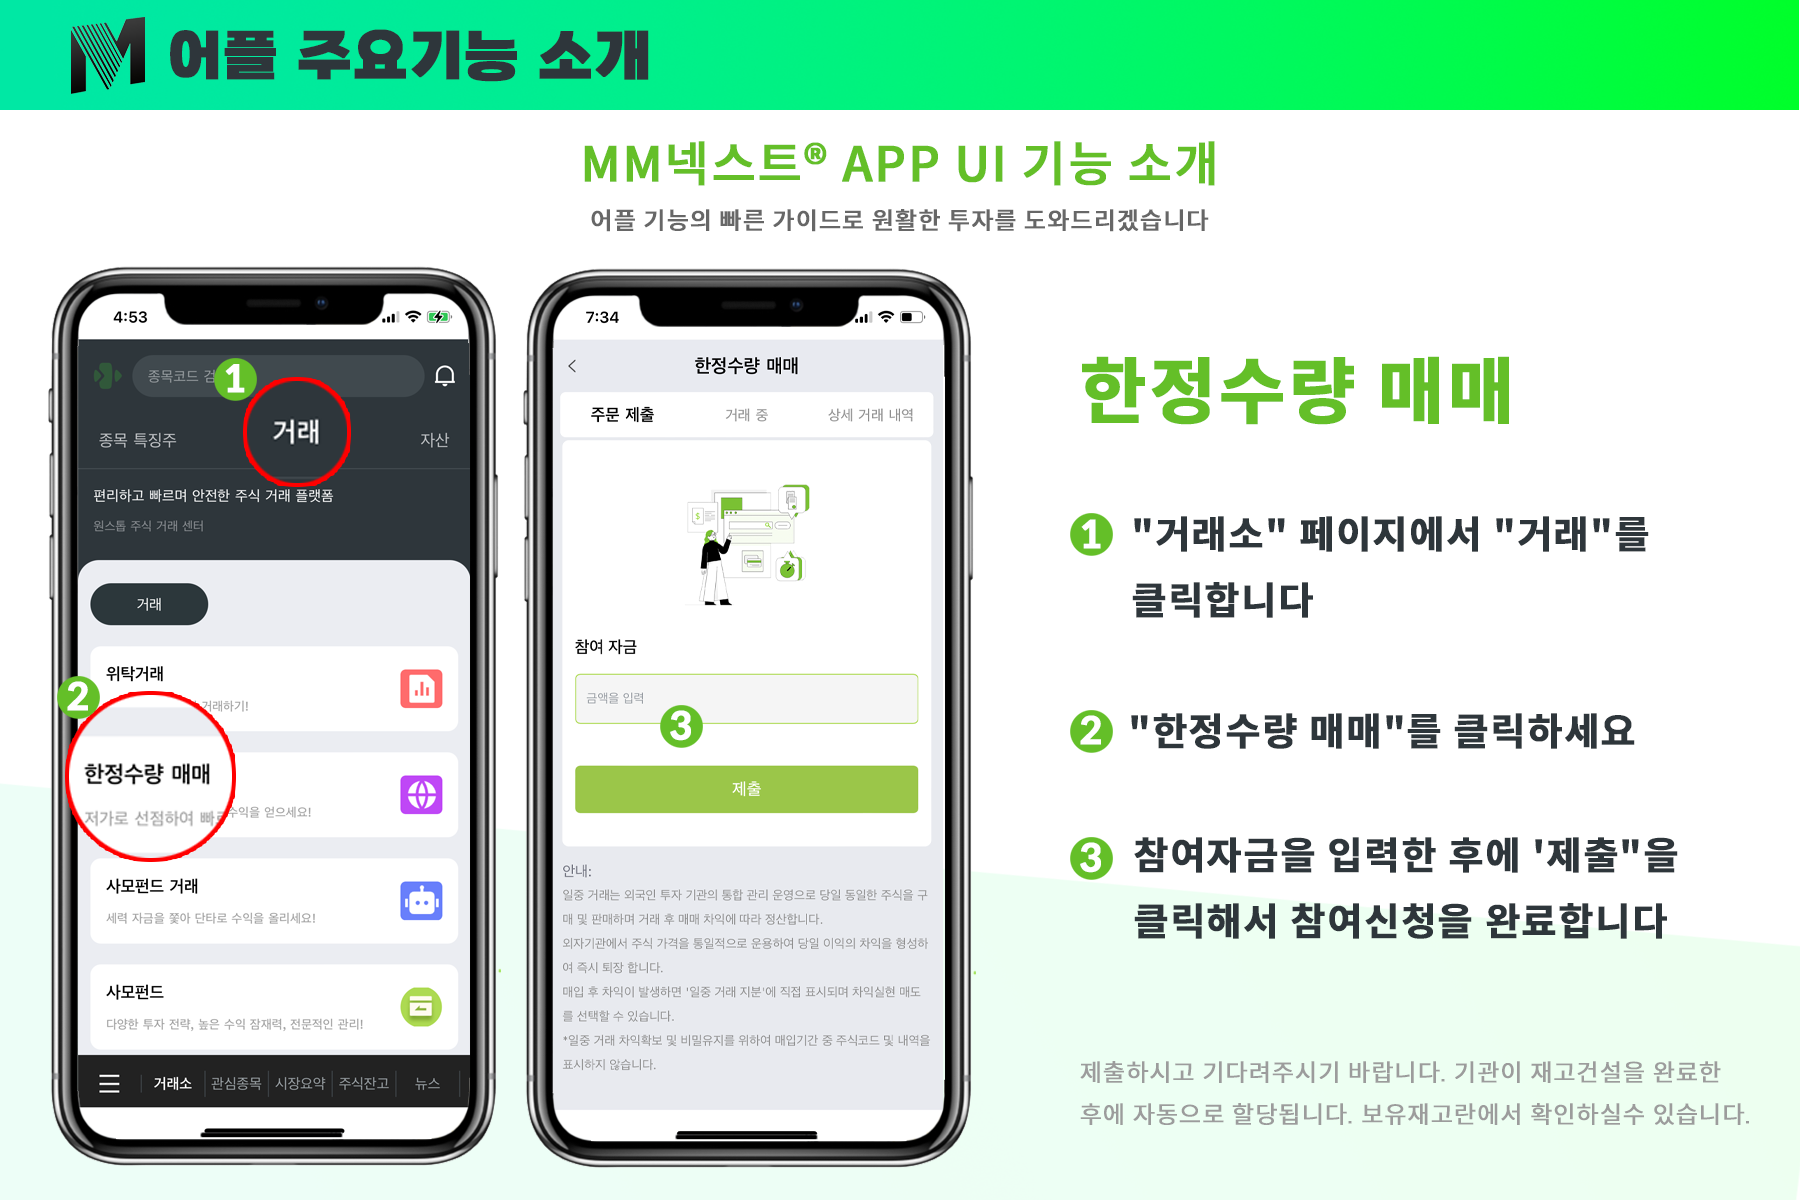 M 어플 주요기능 소개
MM넥스트® APP UI 기능 소개
어플 기능의 빠른 가이드로 원활한 투자를 도와드리겠습니다
4:53
종목코드 검
1
종목 특징주
거래
자산
편리하고 빠르며 안전한 주식 거래 플랫폼
원스톱 주식 거래 센터
거래
위탁거래
거래하기!
2
한정수량 매매
저가로 선점하여 빠르
수익을 얻으세요!
사모펀드 거래
세력 자금을 쫓아 단타로 수익을 올리세요!
사모펀드
다양한 투자 전략, 높은 수익 잠재력, 전문적인 관리!
거래소
관심종목
시장요약
주식잔고
뉴스
7:34
한정수량 매매
주문 제출
거래 중
상세 거래 내역
$
참여 자금
금액을 입력
3
제출
안내:
일중 거래는 외국인 투자 기관의 통합 관리 운영으로 당일 동일한 주식을 구
매 및 판매하며 거래 후 매매 차익에 따라 정산합니다.
외자기관에서 주식 가격을 통일적으로 운용하여 당일 이익의 차익을 형성하
여 즉시 퇴장 합니다.
매입 후 차익이 발생하면 '일중 거래 지분'에 직접 표시되며 차익실현 매도
를 선택할 수 있습니다.
*일중 거래 차익확보 및 비밀유지를 위하여 매입기간 중 주식코드 및 내역을
표시하지 않습니다.
한정수량 매매
1 "거래소" 페이지에서 "거래"를
클릭합니다
2 "한정수량 매매"를 클릭하세요
3 참여자금을 입력한 후에 '제출"을
클릭해서 참여신청을 완료합니다
제출하시고 기다려주시기 바랍니다. 기관이 재고건설을 완료한
후에 자동으로 할당됩니다. 보유재고란에서 확인하실수 있습니다.